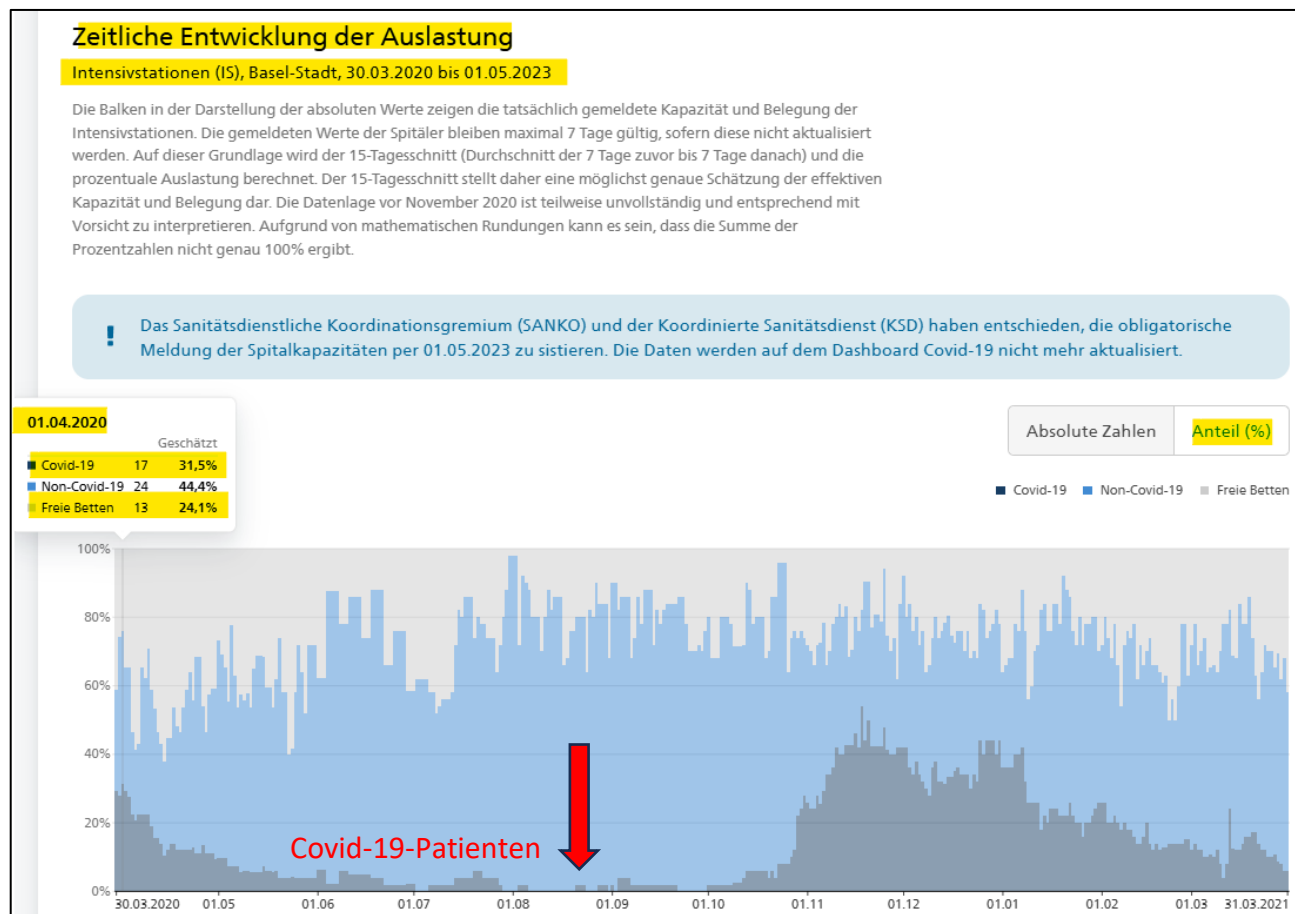 Zeitliche Entwicklung der Auslastung
Intensivstationen (IS), Basel-Stadt, 30.03.2020 bis 01.05.2023
Die Balken in der Darstellung der absoluten Werte zeigen die tatsächlich gemeldete Kapazität und Belegung der
Intensivstationen. Die gemeldeten Werte der Spitäler bleiben maximal 7 Tage gültig, sofern diese nicht aktualisiert
werden. Auf dieser Grundlage wird der 15-Tagesschnitt (Durchschnitt der 7 Tage zuvor bis 7 Tage danach) und die
prozentuale Auslastung berechnet. Der 15-Tagesschnitt stellt daher eine möglichst genaue Schätzung der effektiven
Kapazität und Belegung dar. Die Datenlage vor November 2020 ist teilweise unvollständig und entsprechend mit
Vorsicht zu interpretieren. Aufgrund von mathematischen Rundungen kann es sein, dass die Summe der
Prozentzahlen nicht genau 100% ergibt.
! Das Sanitätsdienstliche Koordinationsgremium (SANKO) und der Koordinierte Sanitätsdienst (KSD) haben entschieden, die obligatorische
Meldung der Spitalkapazitäten per 01.05.2023 zu sistieren. Die Daten werden auf dem Dashboard Covid-19 nicht mehr aktualisiert.
01.04.2020
Geschätzt
Covid-19 17 31,5%
Non-Covid-19 24 44,4%
Freie Betten 13 24,1%
Absolute Zahlen Anteil (%)
Covid-19 Non-Covid-19 Freie Betten
100%
80%
60%
40%
20%
Covid-19-Patienten
0%
30.03.2020 01.05 01.06 01.07 01.08 01.09 01.10 01.11 01.12 01.01 01.02 01.03 31.03.2021